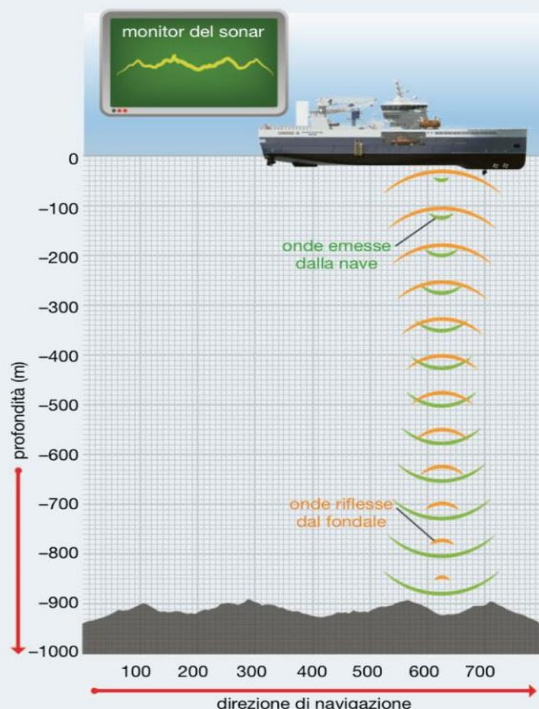 monitor del sonar
0
–100
onde emesse
dalla nave
–200
–300
–400
profondità (m)
–500
–600
–700
onde riflesse
dal fondale
–800
–900
–1000
100 200 300 400 500 600 700
direzione di navigazione